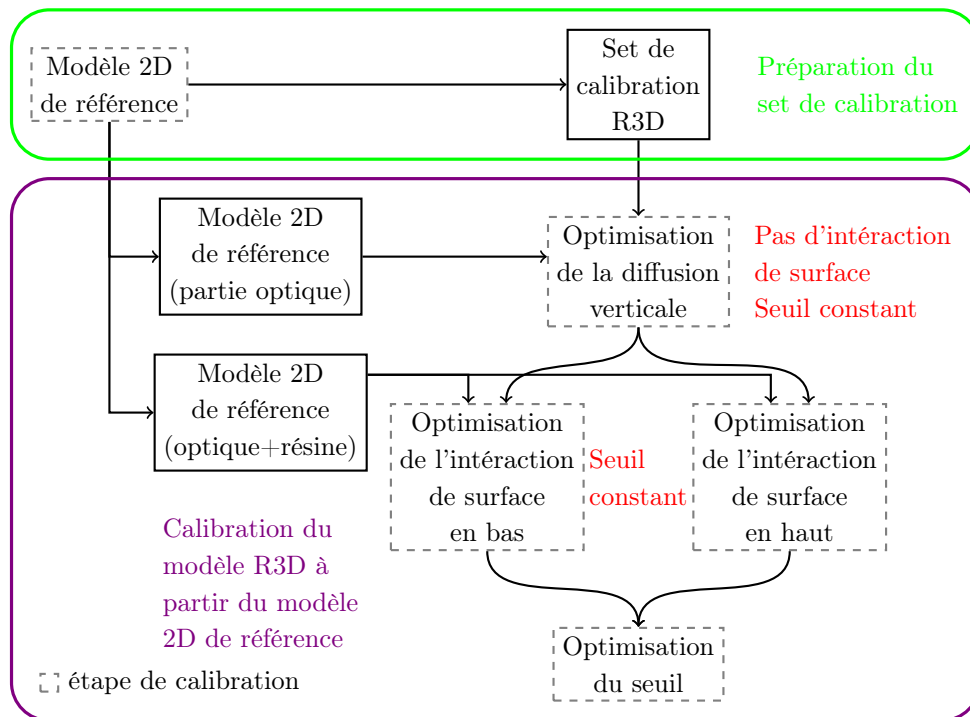 Modèle 2D
de référence
Set de
calibration
R3D
Préparation du
set de calibration
Modèle 2D
de référence
(partie optique)
Optimisation
de la diffusion
verticale
Pas d'intéraction
de surface
Seuil constant
Modèle 2D
de référence
(optique+résine)
Optimisation
de l'intéraction
de surface
en bas
Seuil
constant
Optimisation
de l'intéraction
de surface
en haut
Calibration du
modèle R3D à
partir du modèle
2D de référence
Optimisation
du seuil
étape de calibration